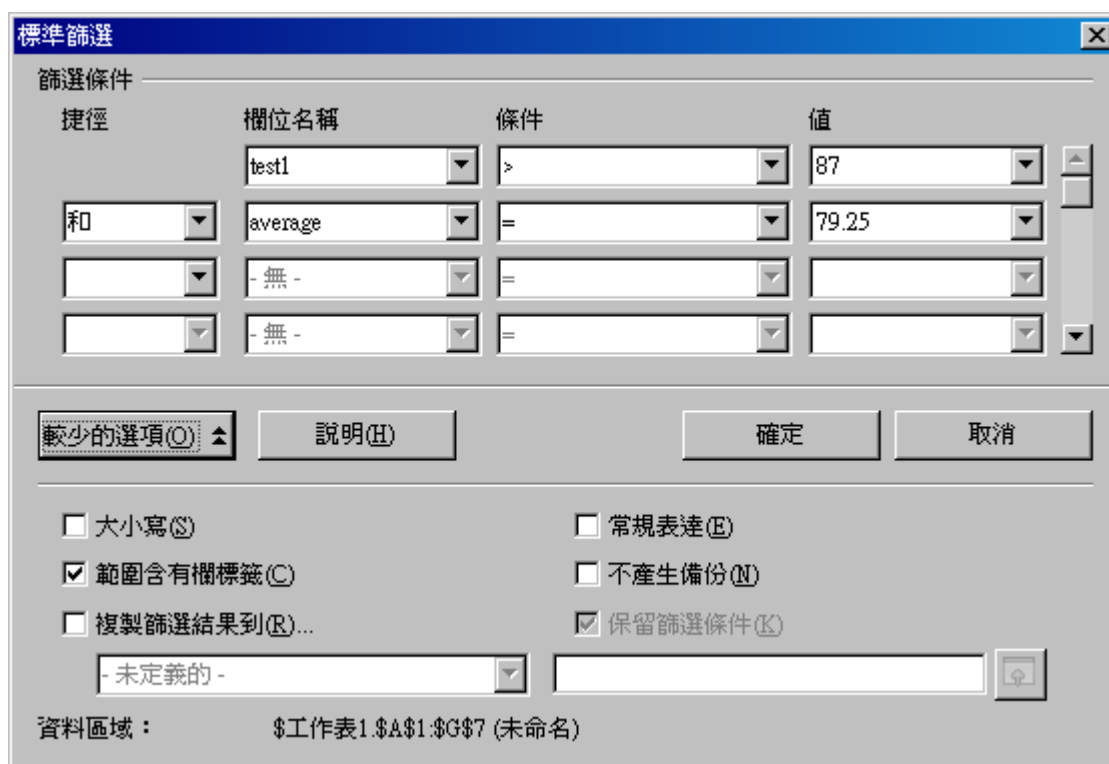 標準篩選
篩選條件
捷徑 欄位名稱 條件 值
test1 > 87
和 average = 79.25
- 無 - =
- 無 - =
較少的選項(O) 說明(H) 確定 取消
大小寫(S) 常規表達(E)
範圍含有欄標籤(C) 不產生備份(N)
複製篩選結果到(R)... 保留篩選條件(K)
- 未定義的 -
資料區域： $工作表1.$A$1:$G$7 (未命名)